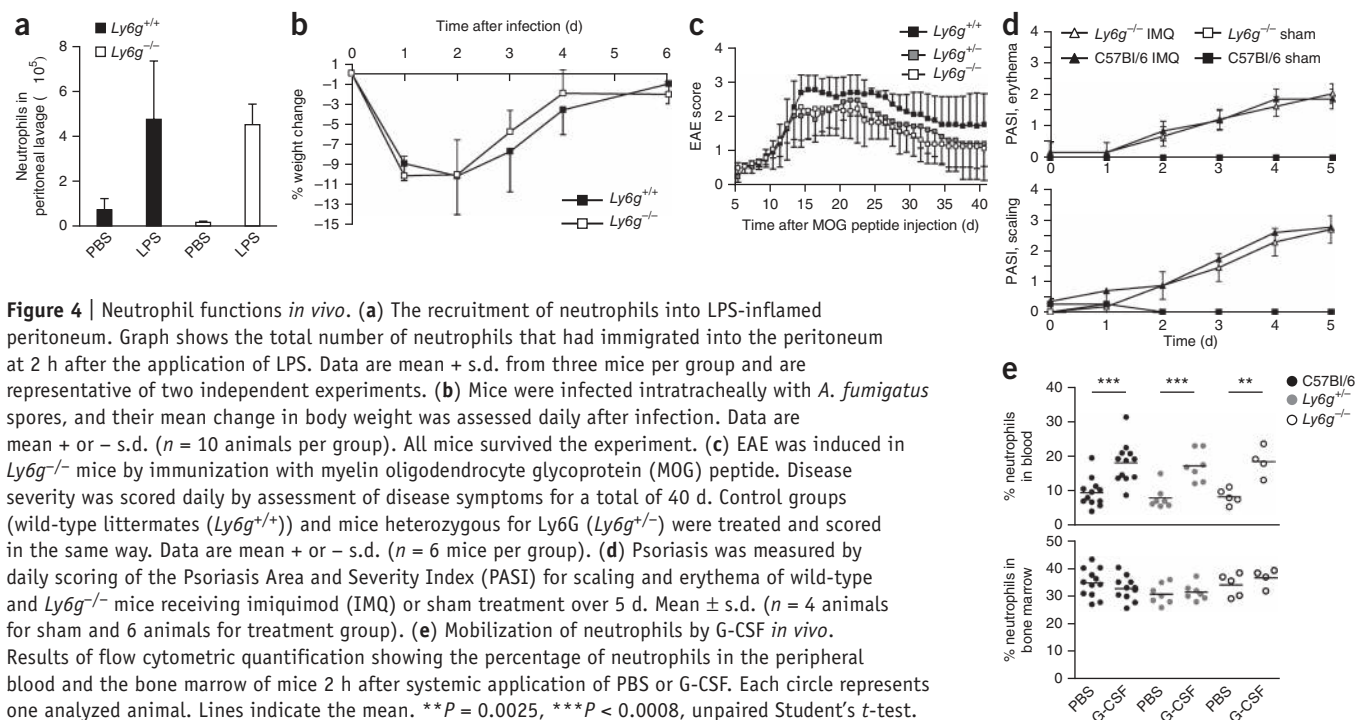 a
Ly6g+/+
Ly6g–/–
Neutrophils in
peritoneal lavage ( 10⁵)
8
6
4
2
0
PBS
LPS
PBS
LPS
b
Time after infection (d)
0 1 2 3 4 5 6
% weight change
1
–1
–3
–5
–7
–9
–11
–13
–15
Ly6g+/+
Ly6g–/–
c
Ly6g+/+
Ly6g+/–
Ly6g–/–
EAE score
4
3
2
1
0
5 10 15 20 25 30 35 40
Time after MOG peptide injection (d)
d
Ly6g–/– IMQ
Ly6g–/– sham
C57Bl/6 IMQ
C57Bl/6 sham
PASI, erythema
4
3
2
1
0
0 1 2 3 4 5
PASI, scaling
4
3
2
1
0
0 1 2 3 4 5
Time (d)
Figure 4 | Neutrophil functions in vivo. (a) The recruitment of neutrophils into LPS-inflamed
peritoneum. Graph shows the total number of neutrophils that had immigrated into the peritoneum
at 2 h after the application of LPS. Data are mean + s.d. from three mice per group and are
representative of two independent experiments. (b) Mice were infected intratracheally with A. fumigatus
spores, and their mean change in body weight was assessed daily after infection. Data are
mean + or – s.d. (n = 10 animals per group). All mice survived the experiment. (c) EAE was induced in
Ly6g–/– mice by immunization with myelin oligodendrocyte glycoprotein (MOG) peptide. Disease
severity was scored daily by assessment of disease symptoms for a total of 40 d. Control groups
(wild-type littermates (Ly6g+/+)) and mice heterozygous for Ly6G (Ly6g+/–) were treated and scored
in the same way. Data are mean + or – s.d. (n = 6 mice per group). (d) Psoriasis was measured by
daily scoring of the Psoriasis Area and Severity Index (PASI) for scaling and erythema of wild-type
and Ly6g–/– mice receiving imiquimod (IMQ) or sham treatment over 5 d. Mean ± s.d. (n = 4 animals
for sham and 6 animals for treatment group). (e) Mobilization of neutrophils by G-CSF in vivo.
Results of flow cytometric quantification showing the percentage of neutrophils in the peripheral
blood and the bone marrow of mice 2 h after systemic application of PBS or G-CSF. Each circle represents
one analyzed animal. Lines indicate the mean. **P = 0.0025, ***P < 0.0008, unpaired Student's t-test.
e
*** *** **
C57Bl/6
Ly6g+/–
Ly6g–/–
% neutrophils
in blood
40
30
20
10
0
% neutrophils in
bone marrow
50
40
30
20
10
0
PBS
G-CSF
PBS
G-CSF
PBS
G-CSF